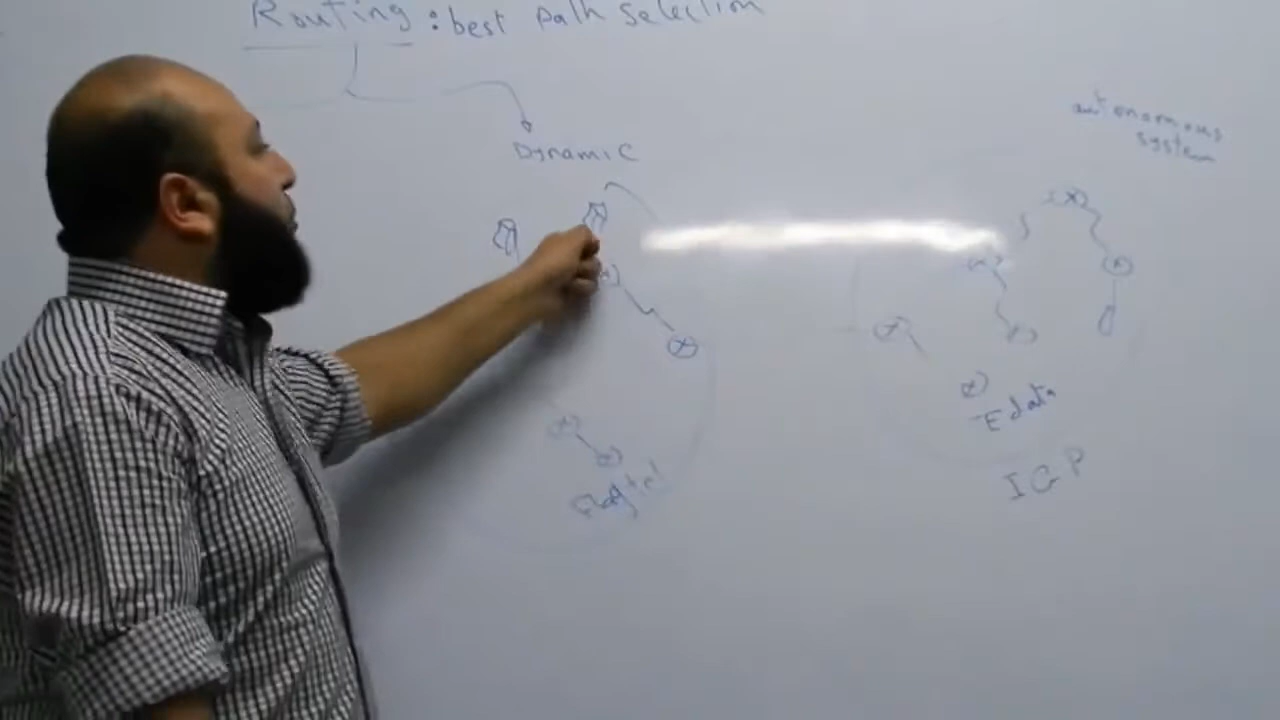 Routing : best path selection
Dynamic
autonomous
system
Edata
IGP